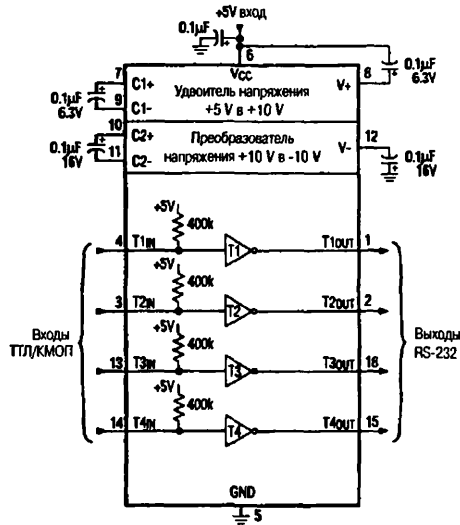 +5V вход
0.1μF
6
7
C1+
Vcc
V+
8
0.1μF
6.3V
9
C1-
Удвоитель напряжения
+5 V в +10 V
0.1μF
6.3V
10
C2+
Преобразователь
напряжения +10 V в -10 V
V-
12
0.1μF
16V
11
C2-
0.1μF
16V
+5V
400k
4
T1IN
T1
T1OUT
1
+5V
400k
3
T2IN
T2
T2OUT
2
Входы
ТТЛ/КМОП
Выходы
RS-232
+5V
400k
13
T3IN
T3
T3OUT
16
+5V
400k
14
T4IN
T4
T4OUT
15
GND
5